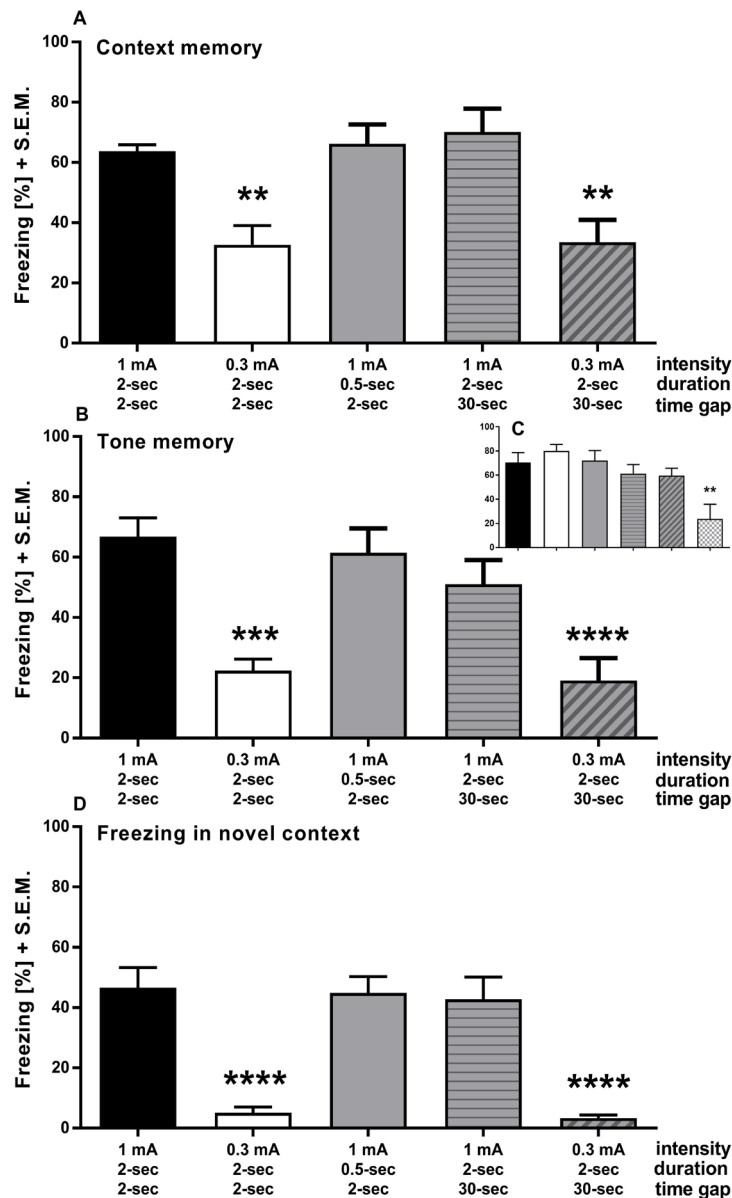 A
Context memory
Freezing [%] + S.E.M.
100
80
60
40
20
0
**
**
1 mA 0.3 mA 1 mA 1 mA 0.3 mA intensity
2-sec 2-sec 0.5-sec 2-sec 2-sec duration
2-sec 2-sec 2-sec 30-sec 30-sec time gap
B
Tone memory
Freezing [%] + S.E.M.
100
80
60
40
20
0
***
****
C
100
80
60
40
20
0
**
1 mA 0.3 mA 1 mA 1 mA 0.3 mA intensity
2-sec 2-sec 0.5-sec 2-sec 2-sec duration
2-sec 2-sec 2-sec 30-sec 30-sec time gap
D
Freezing in novel context
Freezing [%] + S.E.M.
100
80
60
40
20
0
****
****
1 mA 0.3 mA 1 mA 1 mA 0.3 mA intensity
2-sec 2-sec 0.5-sec 2-sec 2-sec duration
2-sec 2-sec 2-sec 30-sec 30-sec time gap